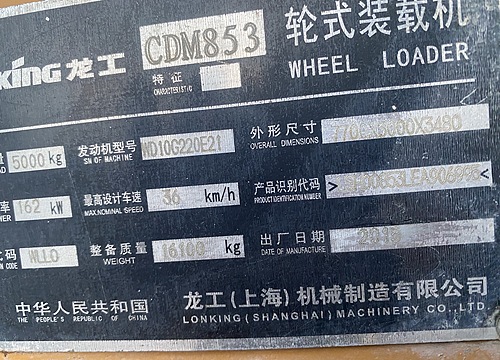 KING 龙工 CDM853 轮式装载机
特征 WHEEL LOADER
CHARACTERISTIC
5000 kg 发动机型号 WD10G220E21 外形尺寸
SN OF MACHINE OVERALL DIMENSIONS
率 162 kW 最高设计车速 36 km/h 产品识别代码
MAX.NOMINAL SPEED PRODUCT IDENTIFICATION NUMBER
代码 WLLO 整备质量 16100 kg 出厂日期
ON CODE WEIGHT DATE OF MANUFACTURE
中华人民共和国 龙工(上海)机械制造有限公司
THE PEOPLE'S REPUBLIC OF CHINA LONKING (SHANGHAI) MACHINERY CO.,LTD.